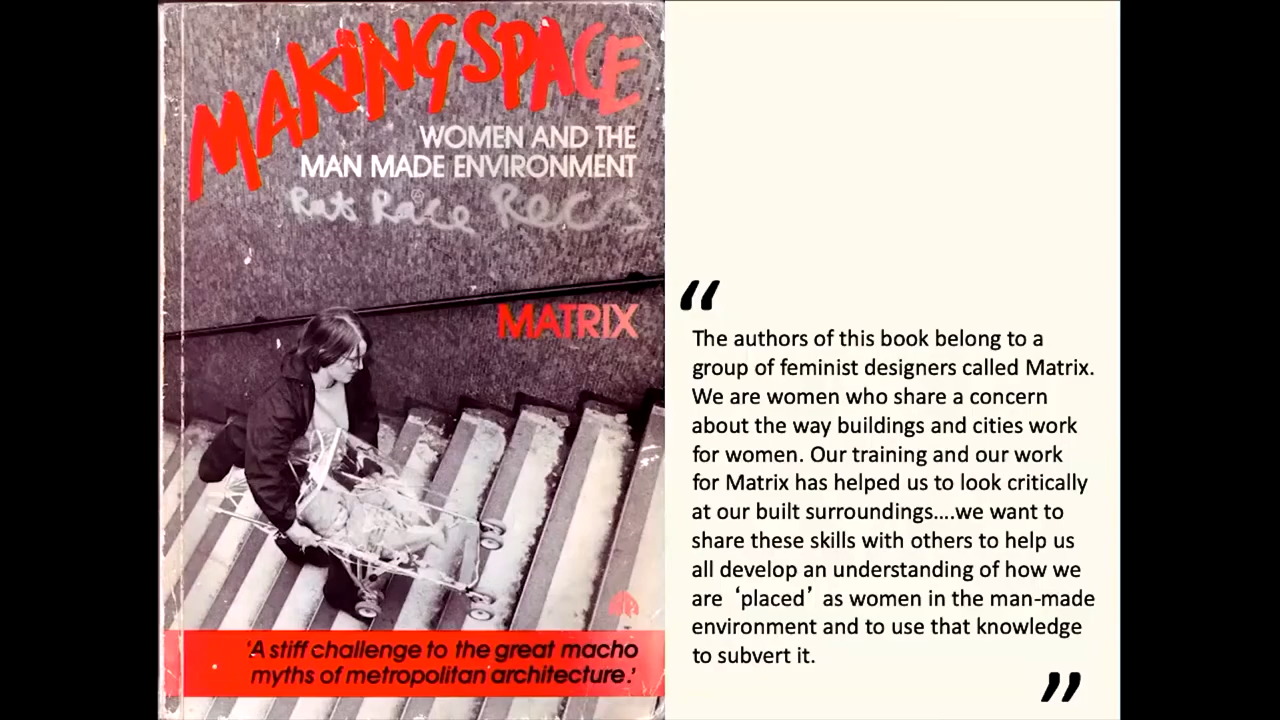 MAKING SPACE
WOMEN AND THE
MAN MADE ENVIRONMENT
Rat Race Rec's
MATRIX
'A stiff challenge to the great macho
myths of metropolitan architecture.'
“
The authors of this book belong to a
group of feminist designers called Matrix.
We are women who share a concern
about the way buildings and cities work
for women. Our training and our work
for Matrix has helped us to look critically
at our built surroundings....we want to
share these skills with others to help us
all develop an understanding of how we
are ‘placed’ as women in the man-made
environment and to use that knowledge
to subvert it.
”